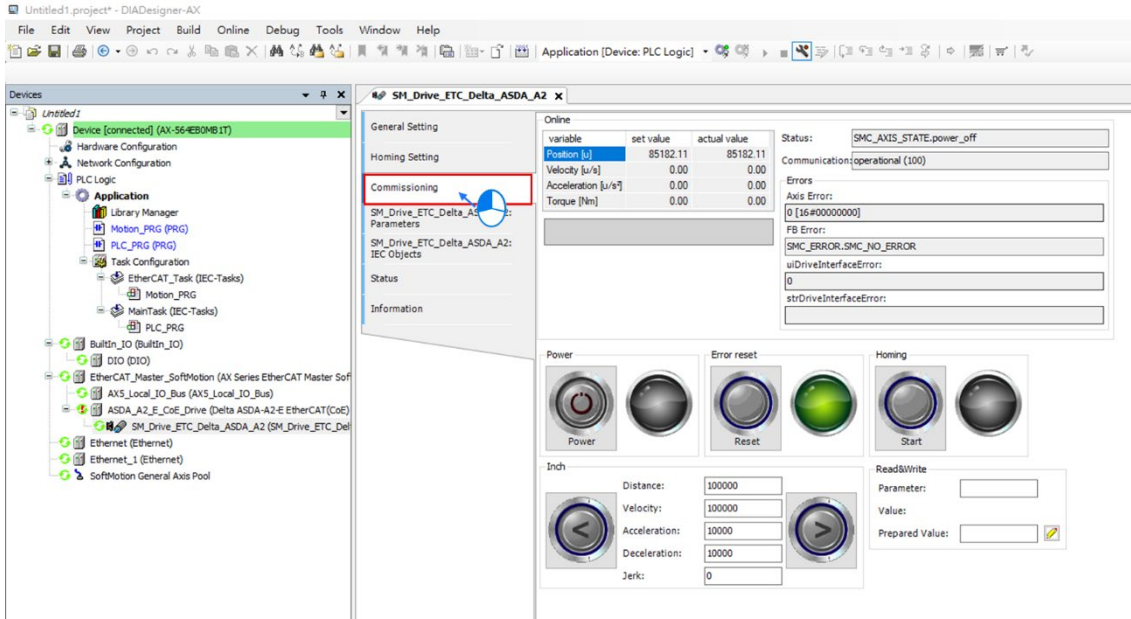 Untitled1.project* - DIADesigner-AX
File Edit View Project Build Online Debug Tools Window Help
Application [Device: PLC Logic]
Devices
Untitled1
Device [connected] (AX-564EB0MB1T)
Hardware Configuration
Network Configuration
PLC Logic
Application
Library Manager
Motion_PRG (PRG)
PLC_PRG (PRG)
Task Configuration
EtherCAT_Task (IEC-Tasks)
Motion_PRG
MainTask (IEC-Tasks)
PLC_PRG
BuiltIn_IO (BuiltIn_IO)
DIO (DIO)
EtherCAT_Master_SoftMotion (AX Series EtherCAT Master Sof
AX5_Local_IO_Bus (AX5_Local_IO_Bus)
ASDA_A2_E_CoE_Drive (Delta ASDA-A2-E EtherCAT(CoE)
SM_Drive_ETC_Delta_ASDA_A2 (SM_Drive_ETC_Del
Ethernet (Ethernet)
Ethernet_1 (Ethernet)
SoftMotion General Axis Pool
SM_Drive_ETC_Delta_ASDA_A2 X
General Setting
Homing Setting
Commissioning
SM_Drive_ETC_Delta_AS 2:
Parameters
SM_Drive_ETC_Delta_ASDA_A2:
IEC Objects
Status
Information
Online
variable set value actual value
Position [u] 85182.11 85182.11
Velocity [u/s] 0.00 0.00
Acceleration [u/s²] 0.00 0.00
Torque [Nm] 0.00 0.00
Status: SMC_AXIS_STATE.power_off
Communication: operational (100)
Errors
Axis Error:
0 [16#00000000]
FB Error:
SMC_ERROR.SMC_NO_ERROR
uiDriveInterfaceError:
0
strDriveInterfaceError:
Power
Power
Error reset
Reset
Homing
Start
Inch
Distance: 100000
Velocity: 100000
Acceleration: 10000
Deceleration: 10000
Jerk: 0
< >
Read&Write
Parameter:
Value:
Prepared Value: